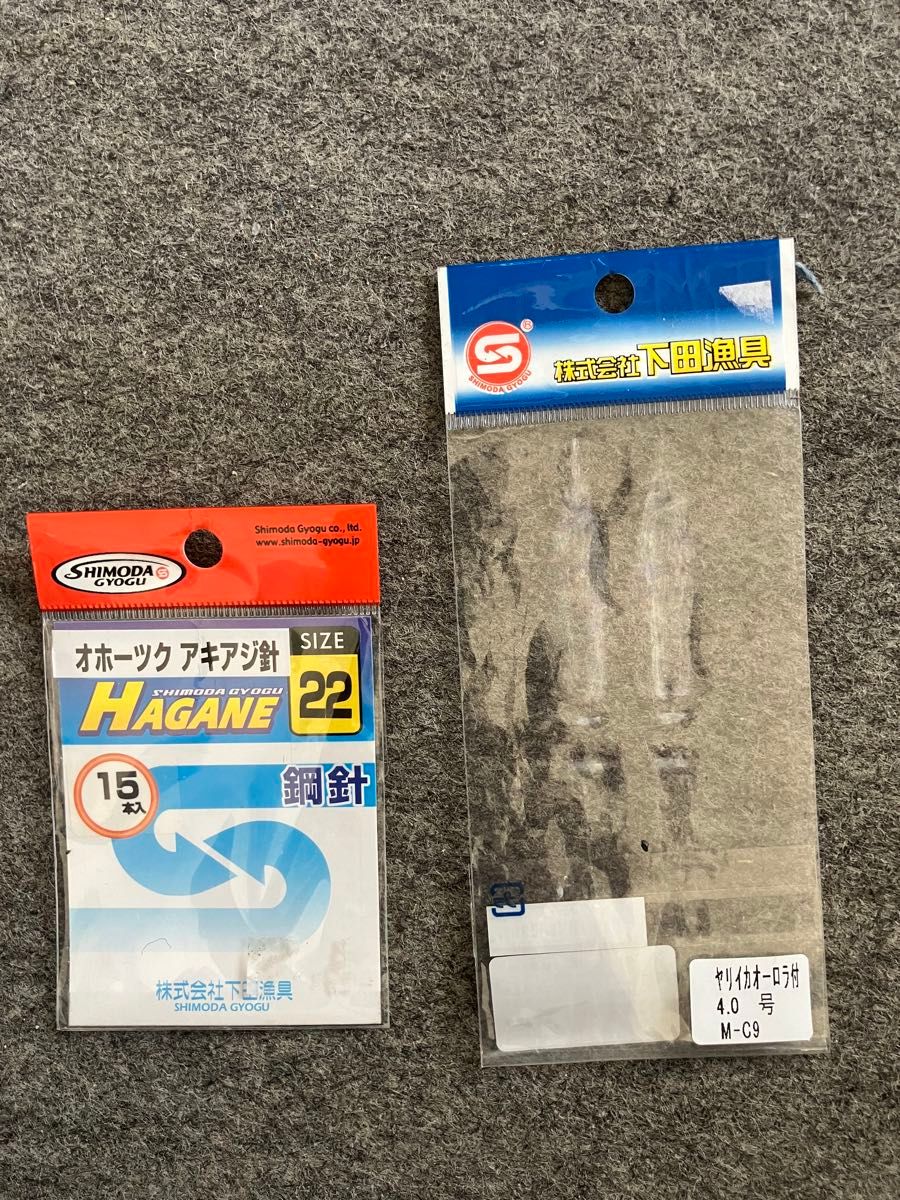 Shimoda Gyogu co., ltd.
www.shimoda-gyogu.jp
SHIMODA
GYOGU
オホーツク アキアジ針
SIZE
22
SHIMODA GYOGU
HAGANE
15
本入
鋼針
株式会社下田漁具
SHIMODA GYOGU
®
SHIMODA GYOGU
株式会社下田漁具
ヤリイカオーロラ付
4.0 号
M-C9